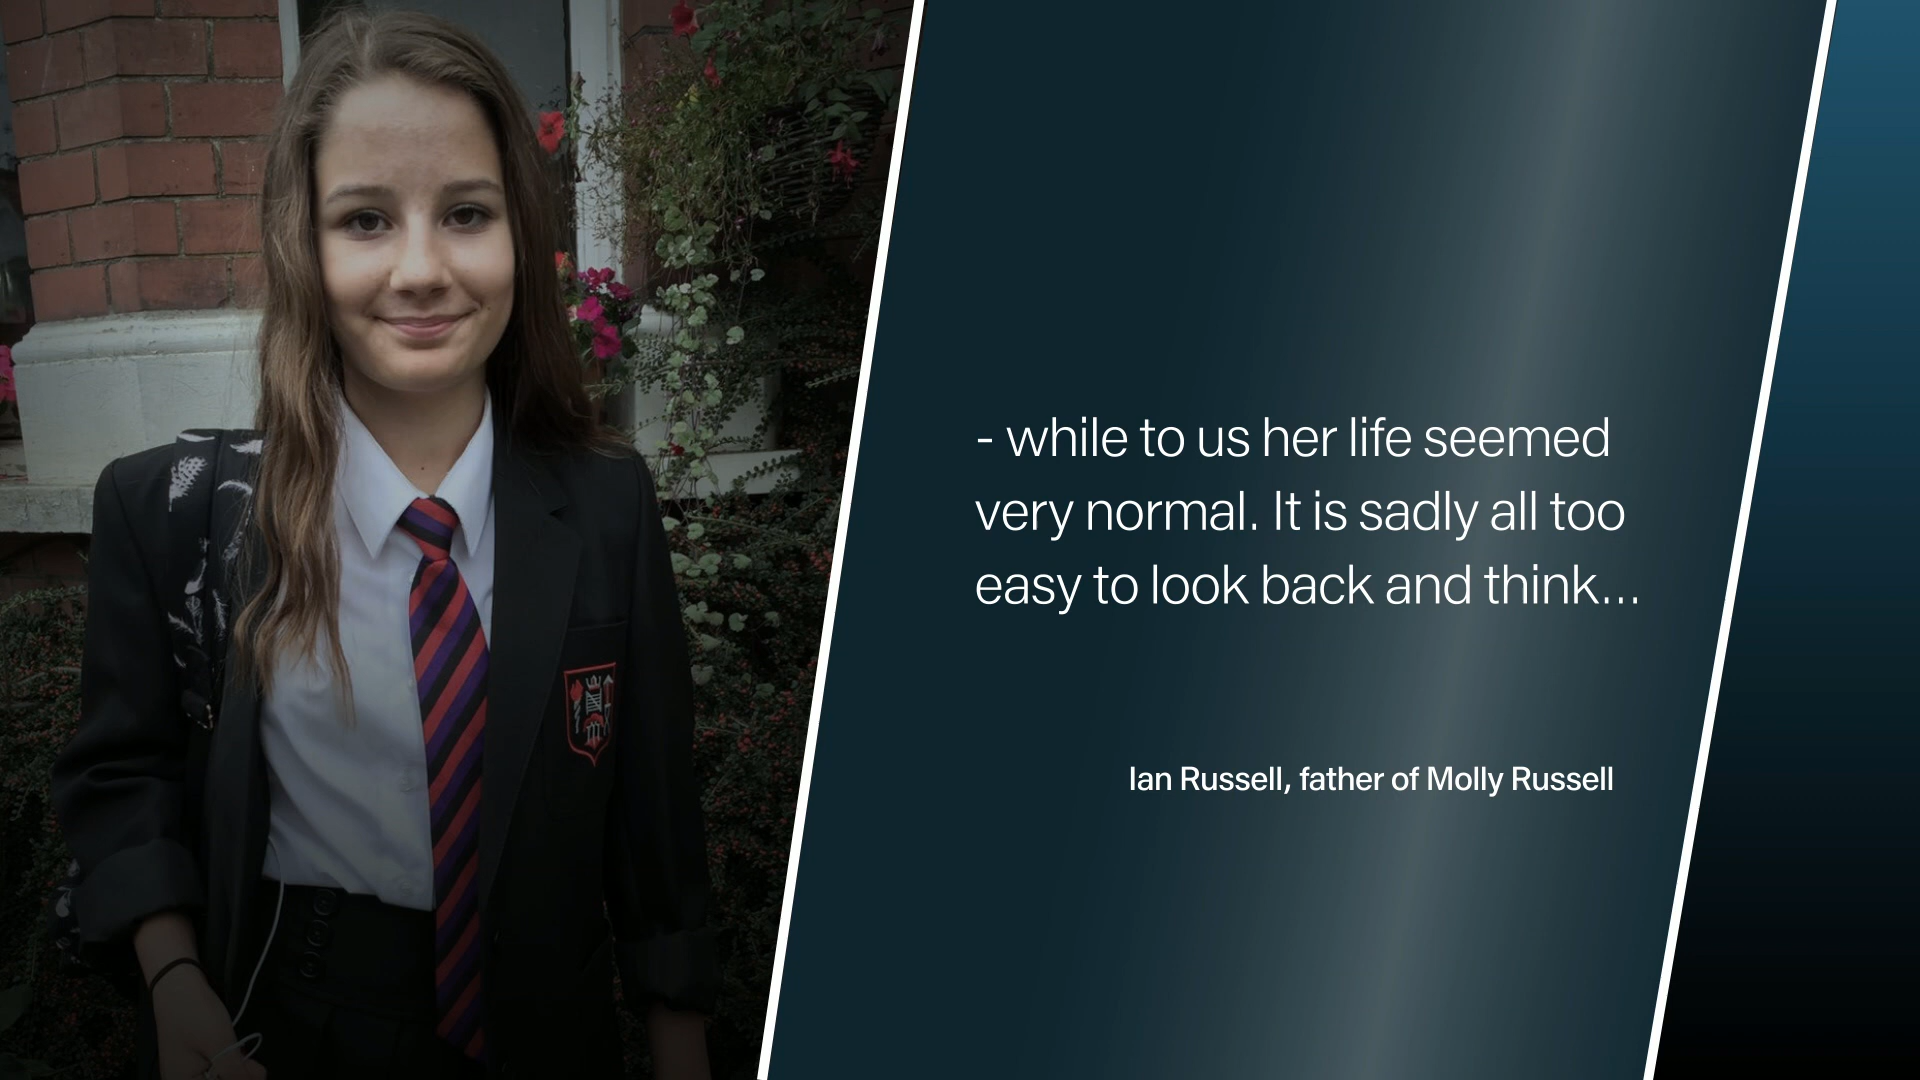 - while to us her life seemed
very normal. It is sadly all too
easy to look back and think...
Ian Russell, father of Molly Russell